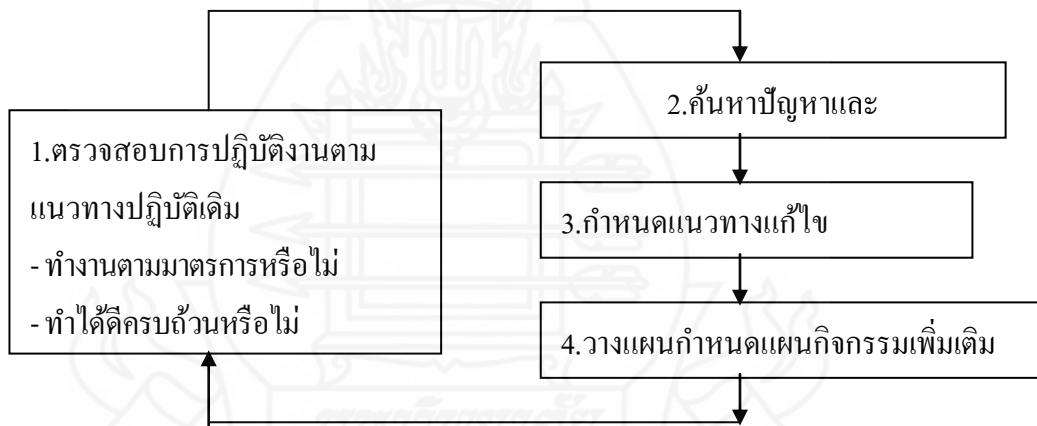 1.ตรวจสอบการปฏิบัติงานตาม
แนวทางปฏิบัติเดิม
- ทำงานตามมาตรการหรือไม่
- ทำได้ดีครบถ้วนหรือไม่
2.ค้นหาปัญหาและ
3.กำหนดแนวทางแก้ไข
4.วางแผนกำหนดแผนกิจกรรมเพิ่มเติม